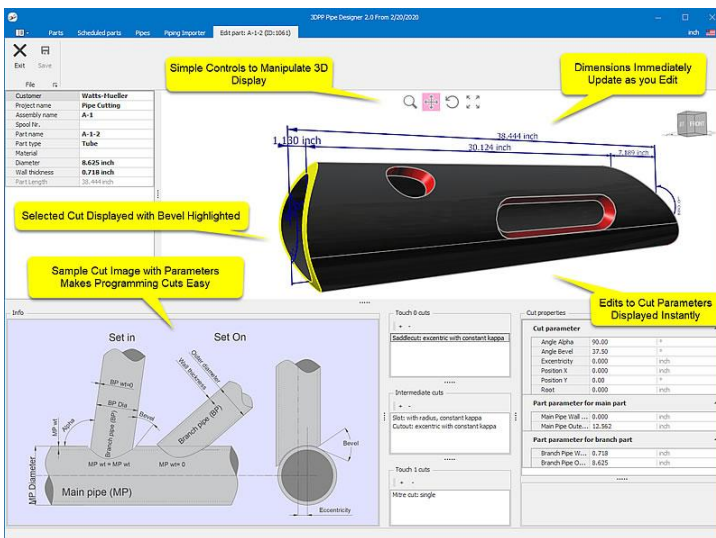 3DPP Pipe Designer 2.0 From 2/20/2020
Parts
Scheduled parts
Pipes
Piping Importer
Edit part: A-1-2 (ID:1061)
inch
Exit
Save
File
Customer Watts-Mueller
Project name Pipe Cutting
Assembly name A-1
Spool Nr.
Part name A-1-2
Part type Tube
Material
Diameter 8.625 inch
Wall thickness 0.718 inch
Part Length 38.444 inch
Simple Controls to Manipulate 3D
Display
Dimensions Immediately
Update as you Edit
FRONT
38.444 inch
1.130 inch
30.124 inch
7.189 inch
Selected Cut Displayed with Bevel Highlighted
Sample Cut Image with Parameters
Makes Programming Cuts Easy
Edits to Cut Parameters
Displayed Instantly
Info
Set in
Set On
BP wt=0
BP Dia
Bevel
Alpha
MP wt
Branch pipe (BP)
MP wt = MP wt
Outer diameter
Wall thickness
Branch pipe (BP)
MP wt= 0
MP Diameter
Main pipe (MP)
Bevel
Eccentricity
Touch 0 cuts
+ -
Saddlecut: excentric with constant kappa
Intermediate cuts
+ -
Slot: with radius, constant kappa
Cutout: excentric with constant kappa
Touch 1 cuts
+ -
Mitre cut: single
Cut properties
Cut parameter
Angle Alpha 90.00 °
Angle Bevel 37.50 °
Excentricity 0.000 inch
Position X 0.000 inch
Position Y 0.00 °
Root 0.000 inch
Part parameter for main part
Main Pipe Wall ... 0.000 inch
Main Pipe Oute... 12.562 inch
Part parameter for branch part
Branch Pipe W... 0.718 inch
Branch Pipe O... 8.625 inch